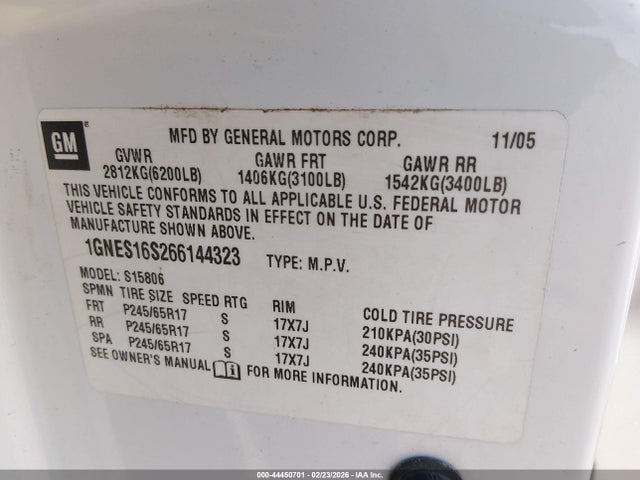 GM ®
MFD BY GENERAL MOTORS CORP. 11/05
GVWR GAWR FRT GAWR RR
2812KG(6200LB) 1406KG(3100LB) 1542KG(3400LB)
THIS VEHICLE CONFORMS TO ALL APPLICABLE U.S. FEDERAL MOTOR
VEHICLE SAFETY STANDARDS IN EFFECT ON THE DATE OF
MANUFACTURE SHOWN ABOVE.
1GNES16S266144323 TYPE: M.P.V.
MODEL: S15806
SPMN TIRE SIZE SPEED RTG RIM COLD TIRE PRESSURE
FRT P245/65R17 S 17X7J 210KPA(30PSI)
RR P245/65R17 S 17X7J 240KPA(35PSI)
SPA P245/65R17 S 17X7J 240KPA(35PSI)
SEE OWNER'S MANUAL FOR MORE INFORMATION.
000-44450701 - 02/23/2026 - IAA Inc.